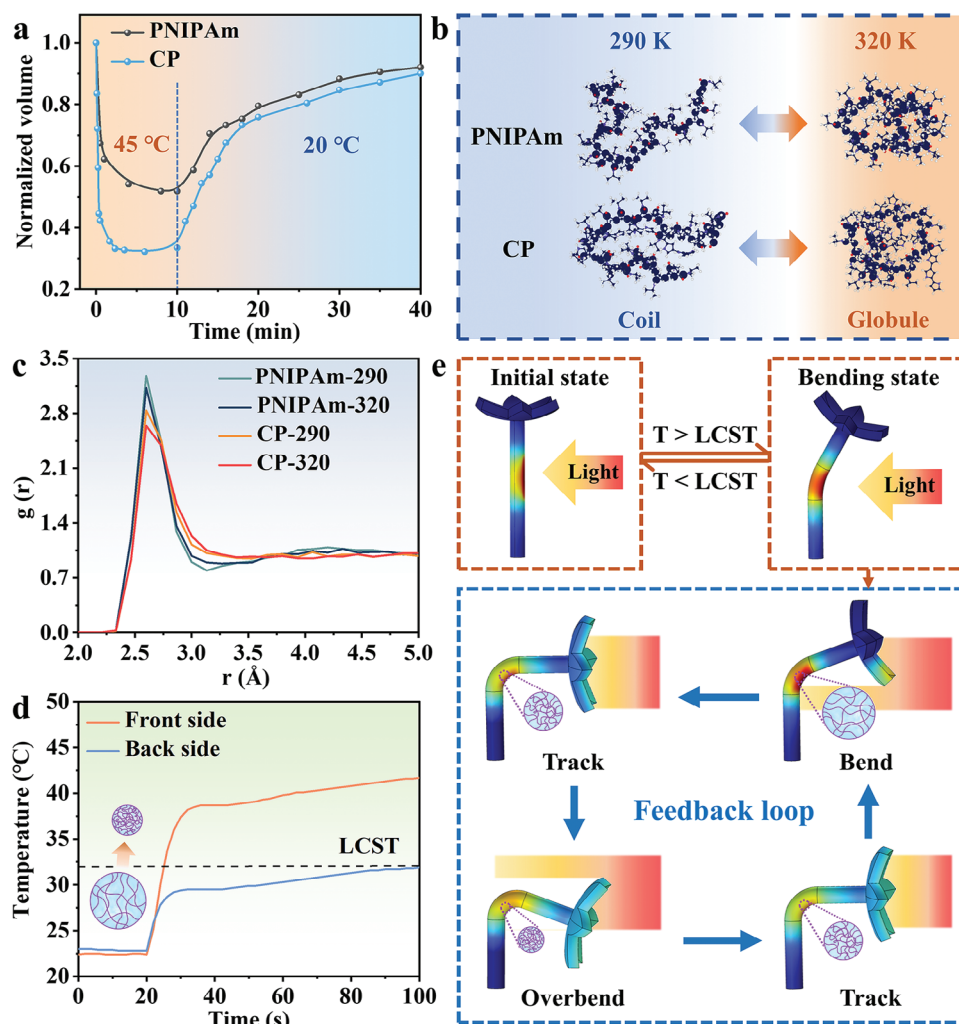 a
PNIPAm
CP
45 °C
20 °C
Normalized volume
1.0
0.8
0.6
0.4
0.2
0 10 20 30 40
Time (min)
b
290 K 320 K
PNIPAm
CP
Coil Globule
c
PNIPAm-290
PNIPAm-320
CP-290
CP-320
g (r)
3.5
2.8
2.1
1.4
0.7
0.0
2.0 2.5 3.0 3.5 4.0 4.5 5.0
r (Å)
d
Front side
Back side
LCST
Temperature (°C)
50
45
40
35
30
25
20
0 20 40 60 80 100
Time (s)
e
Initial state
Light
T > LCST
T < LCST
Bending state
Light
Track
Bend
Feedback loop
Overbend
Track